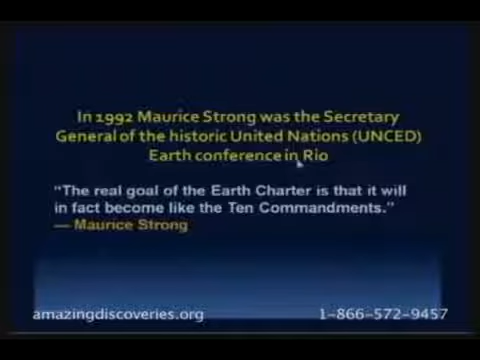 In 1992 Maurice Strong was the Secretary
General of the historic United Nations (UNCED)
Earth conference in Rio
“The real goal of the Earth Charter is that it will
in fact become like the Ten Commandments.”
— Maurice Strong
amazingdiscoveries.org 1-866-572-9457